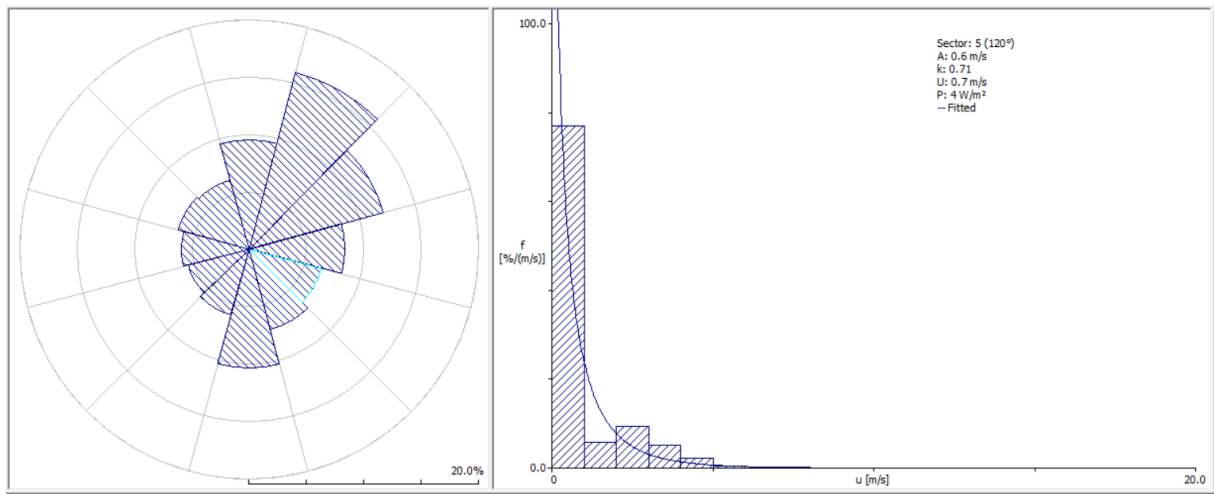 20.0%
100.0
f
[%/(m/s)]
0.0
0
u [m/s]
20.0
Sector: 5 (120°)
A: 0.6 m/s
k: 0.71
U: 0.7 m/s
P: 4 W/m²
-- Fitted